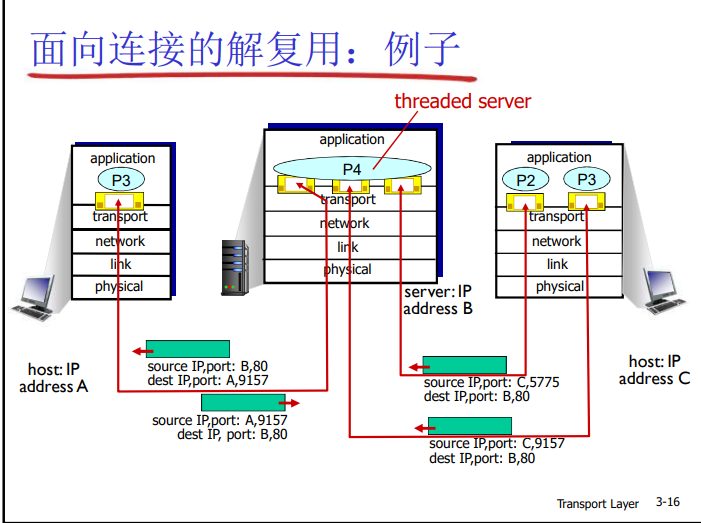 面向连接的解复用：例子
threaded server
application
P3
transport
network
link
physical
application
P4
transport
network
link
physical
application
P2
P3
transport
network
link
physical
server: IP
address B
host: IP
address A
host: IP
address C
source IP,port: B,80
dest IP,port: A,9157
source IP,port: A,9157
dest IP, port: B,80
source IP,port: C,5775
dest IP,port: B,80
source IP,port: C,9157
dest IP,port: B,80
Transport Layer 3-16